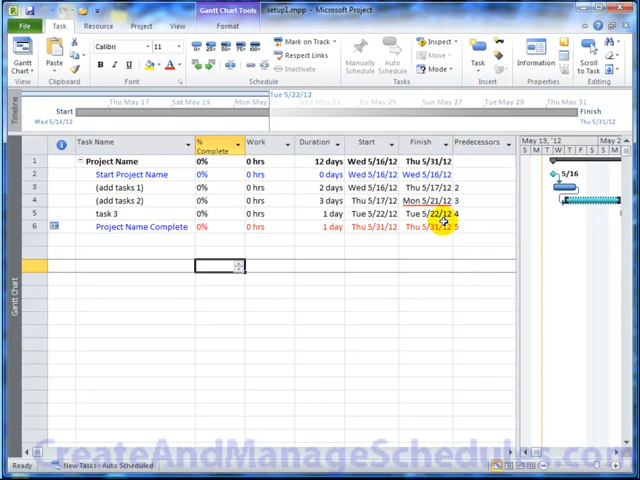 Gantt Chart Tools
setup1.mpp - Microsoft Project
File
Task
Resource
Project
View
Format
Gantt
Chart
View
Paste
Clipboard
Calibri
11
B I U
Font
Mark on Track
Respect Links
Inactivate
Schedule
Manually
Schedule
Auto
Schedule
Inspect
Move
Mode
Tasks
Task
Insert
Information
Properties
Scroll
to Task
Editing
Tue 5/22/12
Thu May 17
Sat May 19
Mon
Wed May 23
Fri May 25
Sun May 27
Tue May 29
Thu May 31
Start
Wed 5/16/12
Finish
Thu 5/31/12
Timeline
Task Name
%
Complete
Work
Duration
Start
Finish
Predecessors
May 13, '12
May 2
S M T W T F S S M
1 Project Name 0% 0 hrs 12 days Wed 5/16/12 Thu 5/31/12
2 Start Project Name 0% 0 hrs 0 days Wed 5/16/12 Wed 5/16/12
3 (add tasks 1) 0% 0 hrs 2 days Wed 5/16/12 Thu 5/17/12 2
4 (add tasks 2) 0% 0 hrs 3 days Thu 5/17/12 Mon 5/21/12 3
5 task 3 0% 0 hrs 1 day Tue 5/22/12 Tue 5/22/12 4
6 Project Name Complete 0% 0 hrs 1 day Thu 5/31/12 Thu 5/31/12 5
5/16
Gantt Chart
CreateAndManageSchedules.com
Ready
New Tasks : Auto Scheduled